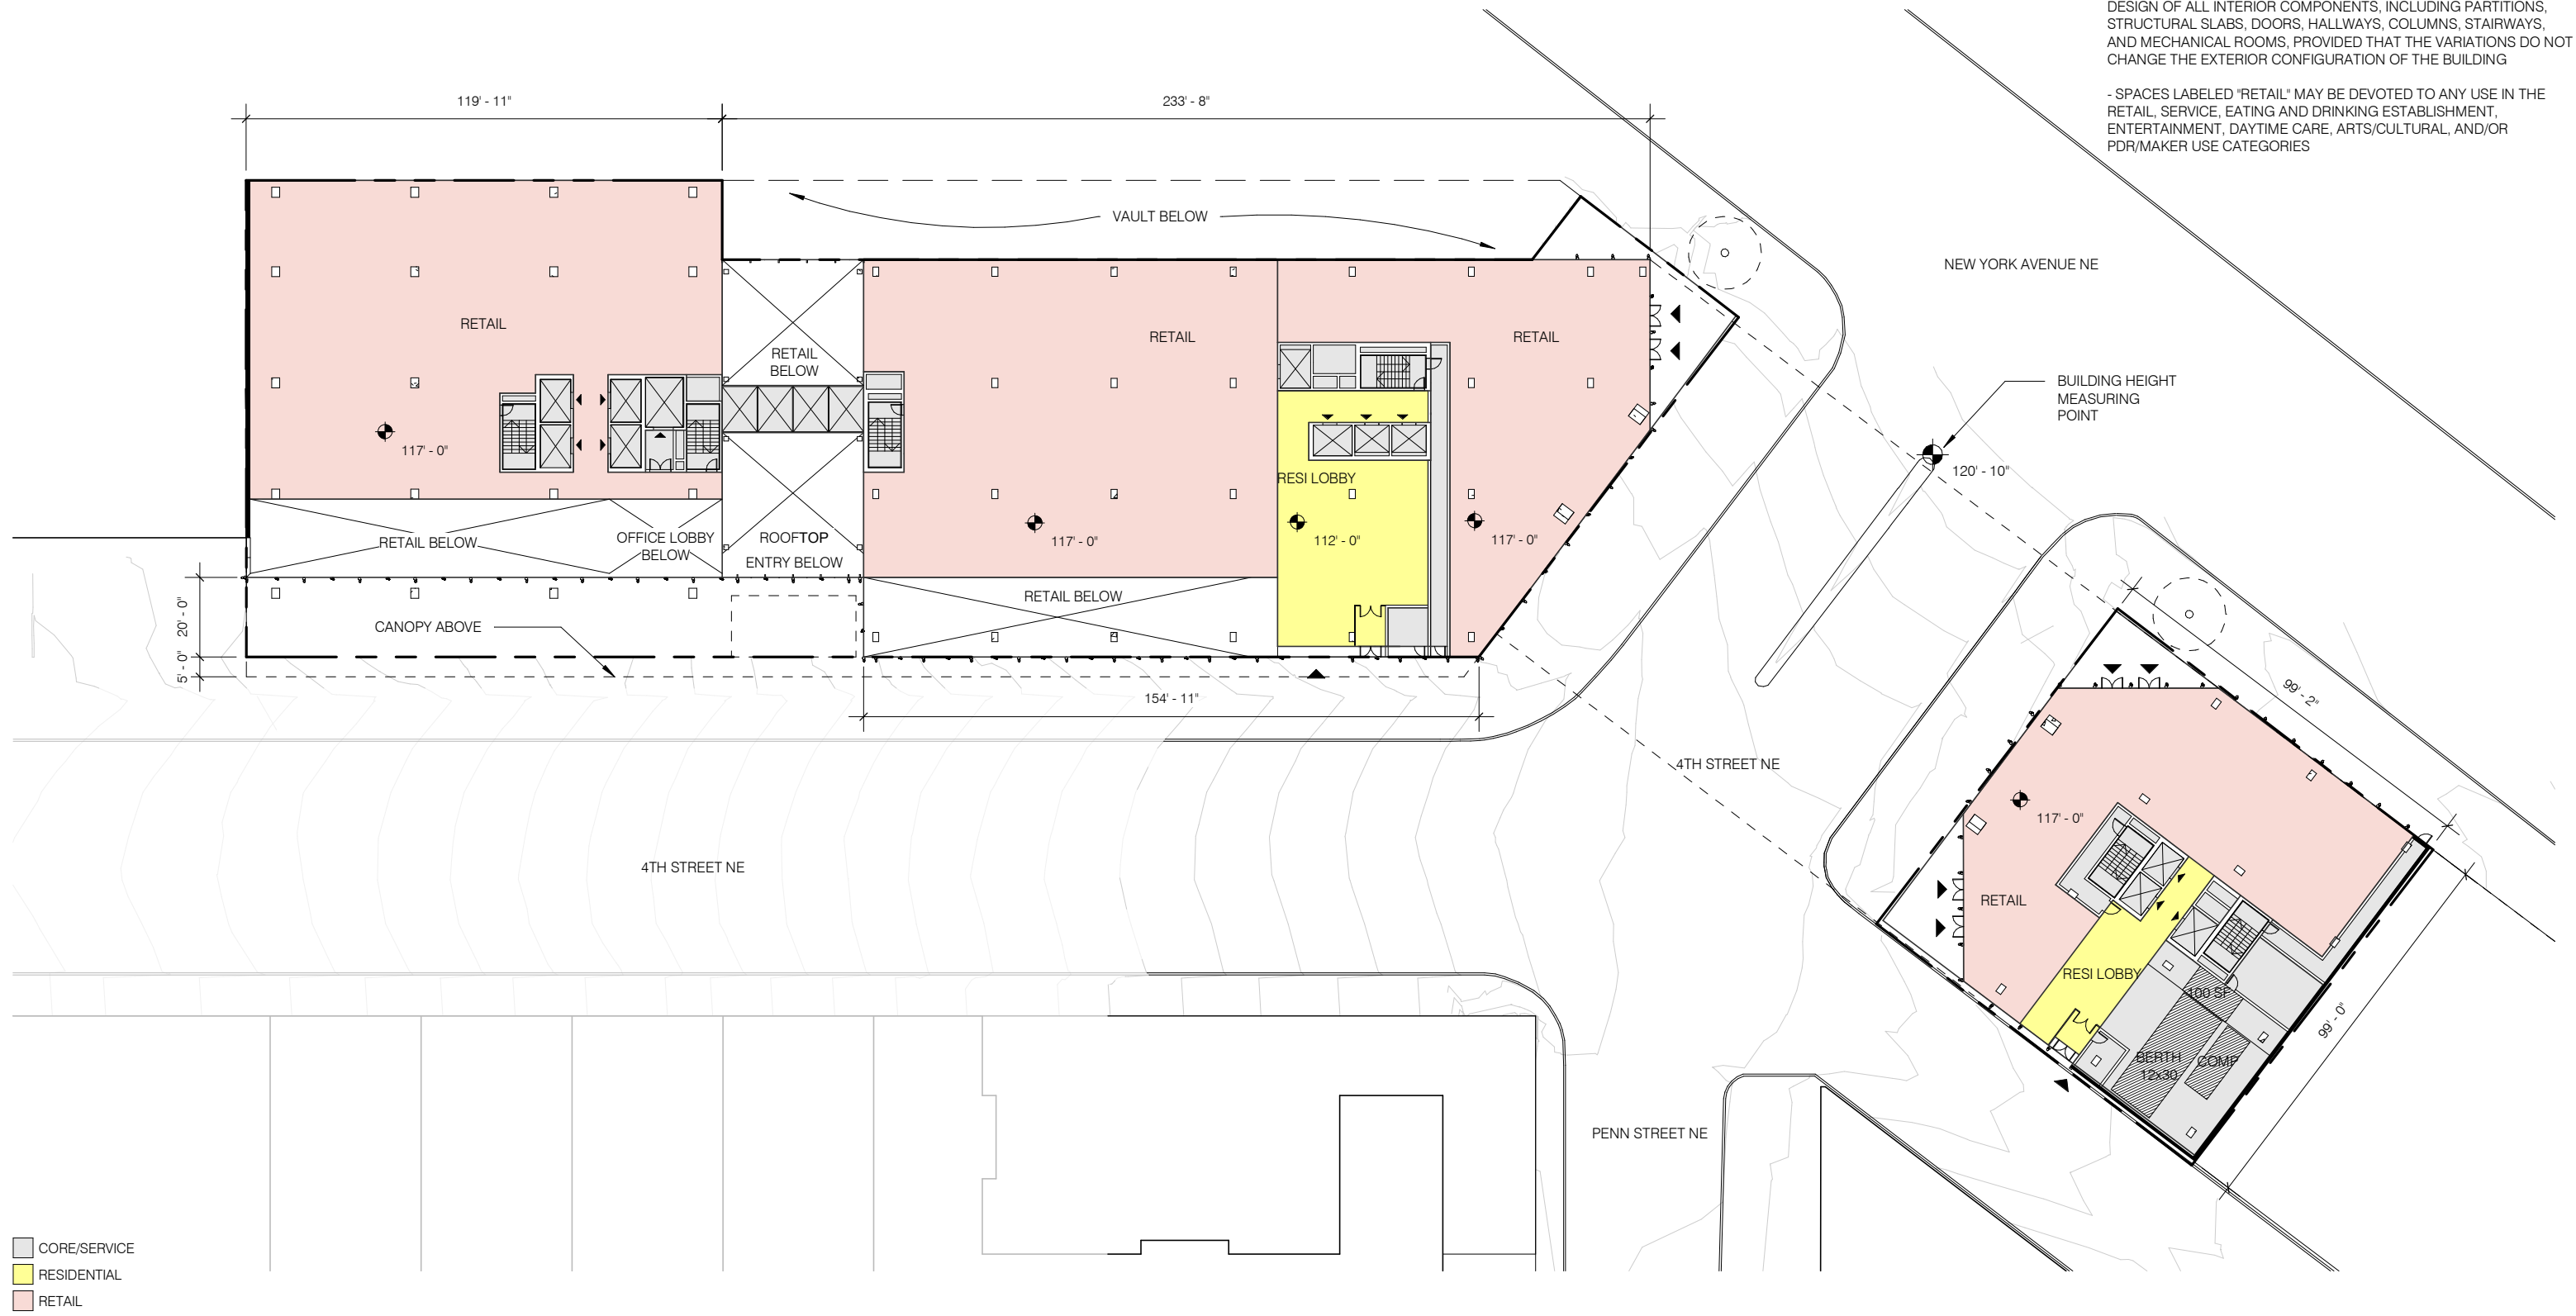 DESIGN OF ALL INTERIOR COMPONENTS, INCLUDING PARTITIONS,
STRUCTURAL SLABS, DOORS, HALLWAYS, COLUMNS, STAIRWAYS,
AND MECHANICAL ROOMS, PROVIDED THAT THE VARIATIONS DO NOT
CHANGE THE EXTERIOR CONFIGURATION OF THE BUILDING
- SPACES LABELED "RETAIL" MAY BE DEVOTED TO ANY USE IN THE
RETAIL, SERVICE, EATING AND DRINKING ESTABLISHMENT,
ENTERTAINMENT, DAYTIME CARE, ARTS/CULTURAL, AND/OR
PDR/MAKER USE CATEGORIES
119' - 11"
233' - 8"
VAULT BELOW
NEW YORK AVENUE NE
RETAIL
RETAIL
BELOW
RETAIL
RETAIL
BUILDING HEIGHT
MEASURING
POINT
120' - 10"
117' - 0"
RESI LOBBY
RETAIL BELOW
OFFICE LOBBY
BELOW
ROOFTOP
ENTRY BELOW
117' - 0"
112' - 0"
117' - 0"
RETAIL BELOW
20' - 0"
5' - 0"
CANOPY ABOVE
154' - 11"
99' - 2"
4TH STREET NE
117' - 0"
4TH STREET NE
RETAIL
RESI LOBBY
100 SF
99' - 0"
BERTH
12x30
COMP
PENN STREET NE
CORE/SERVICE
RESIDENTIAL
RETAIL